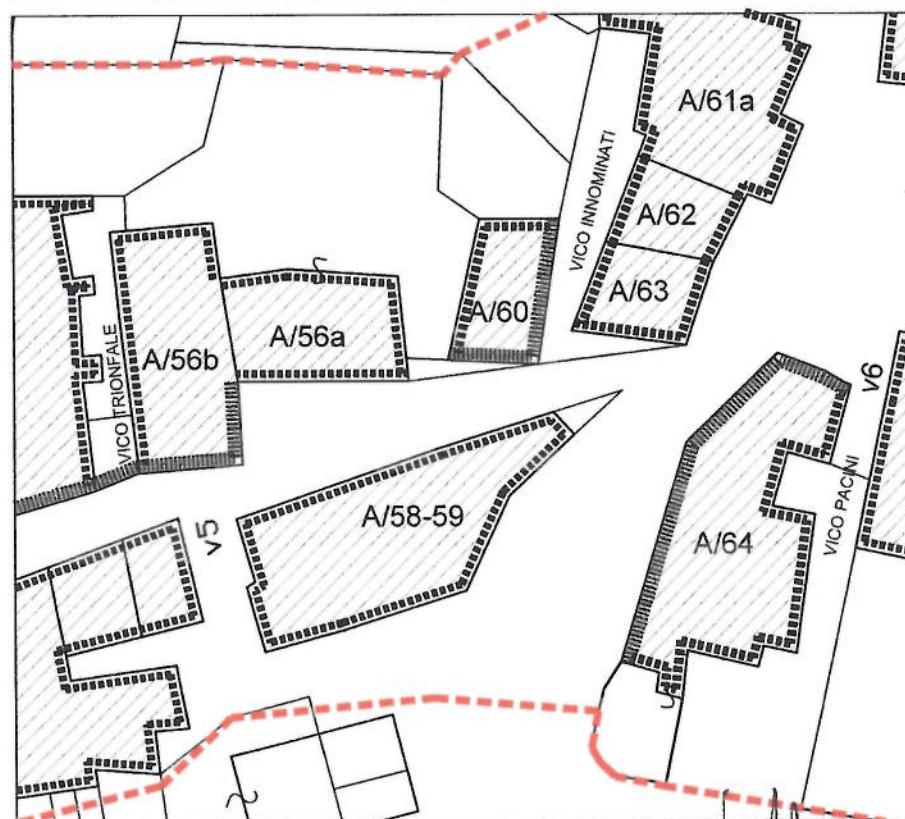 A/61a
VICO INNOMINATI
A/62
A/63
A/60
A/56a
A/56b
VICO TRIONFALE
v6
A/58-59
v5
A/64
VICO PACINI